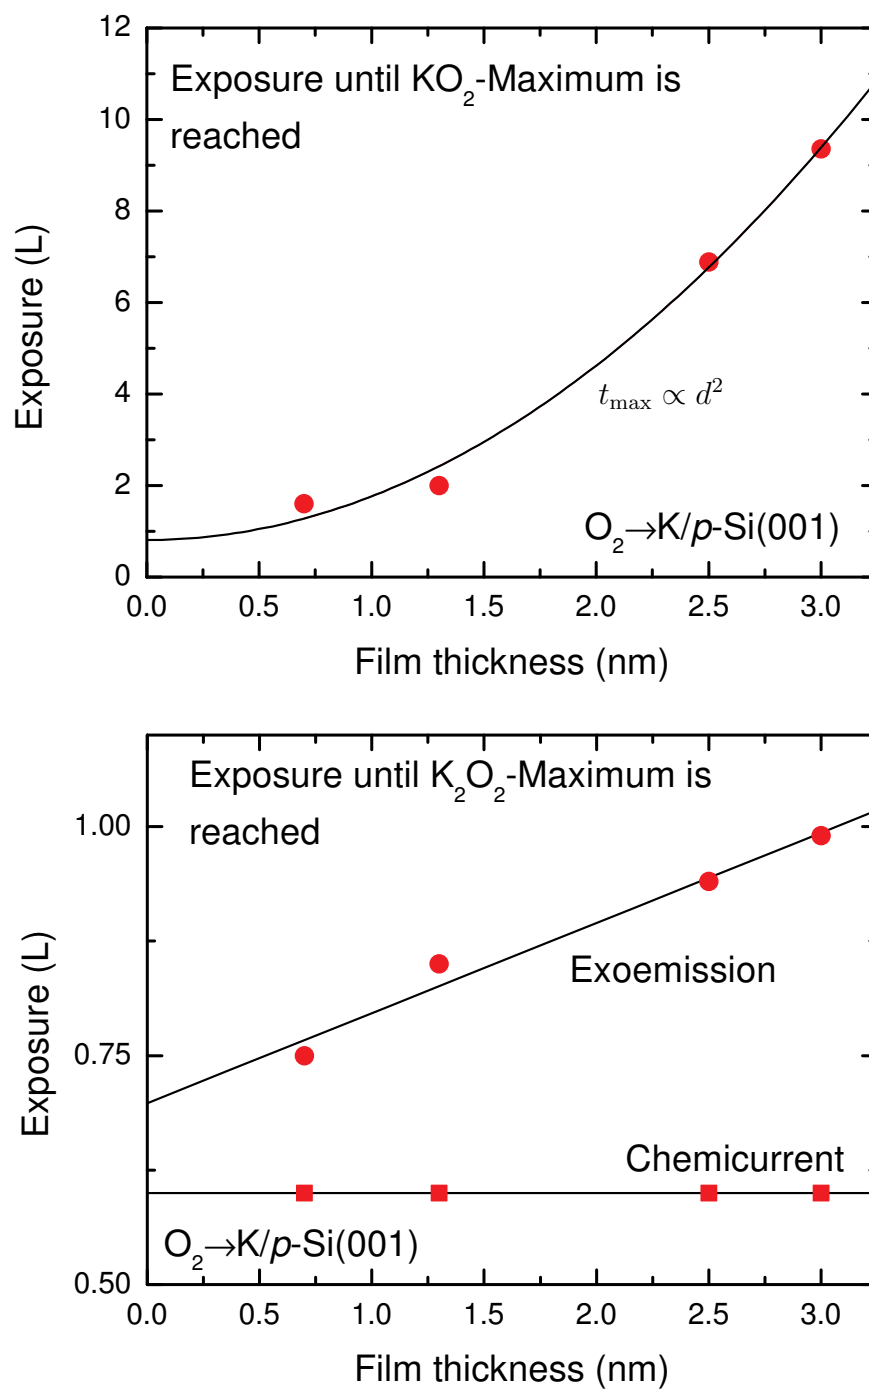 12
10
8
6
4
2
0
Exposure (L)
Exposure until KO₂-Maximum is
reached
t_max ∝ d²
O₂→K/p-Si(001)
0.0 0.5 1.0 1.5 2.0 2.5 3.0
Film thickness (nm)
1.00
0.75
0.50
Exposure (L)
Exposure until K₂O₂-Maximum is
reached
Exoemission
Chemicurrent
O₂→K/p-Si(001)
0.0 0.5 1.0 1.5 2.0 2.5 3.0
Film thickness (nm)